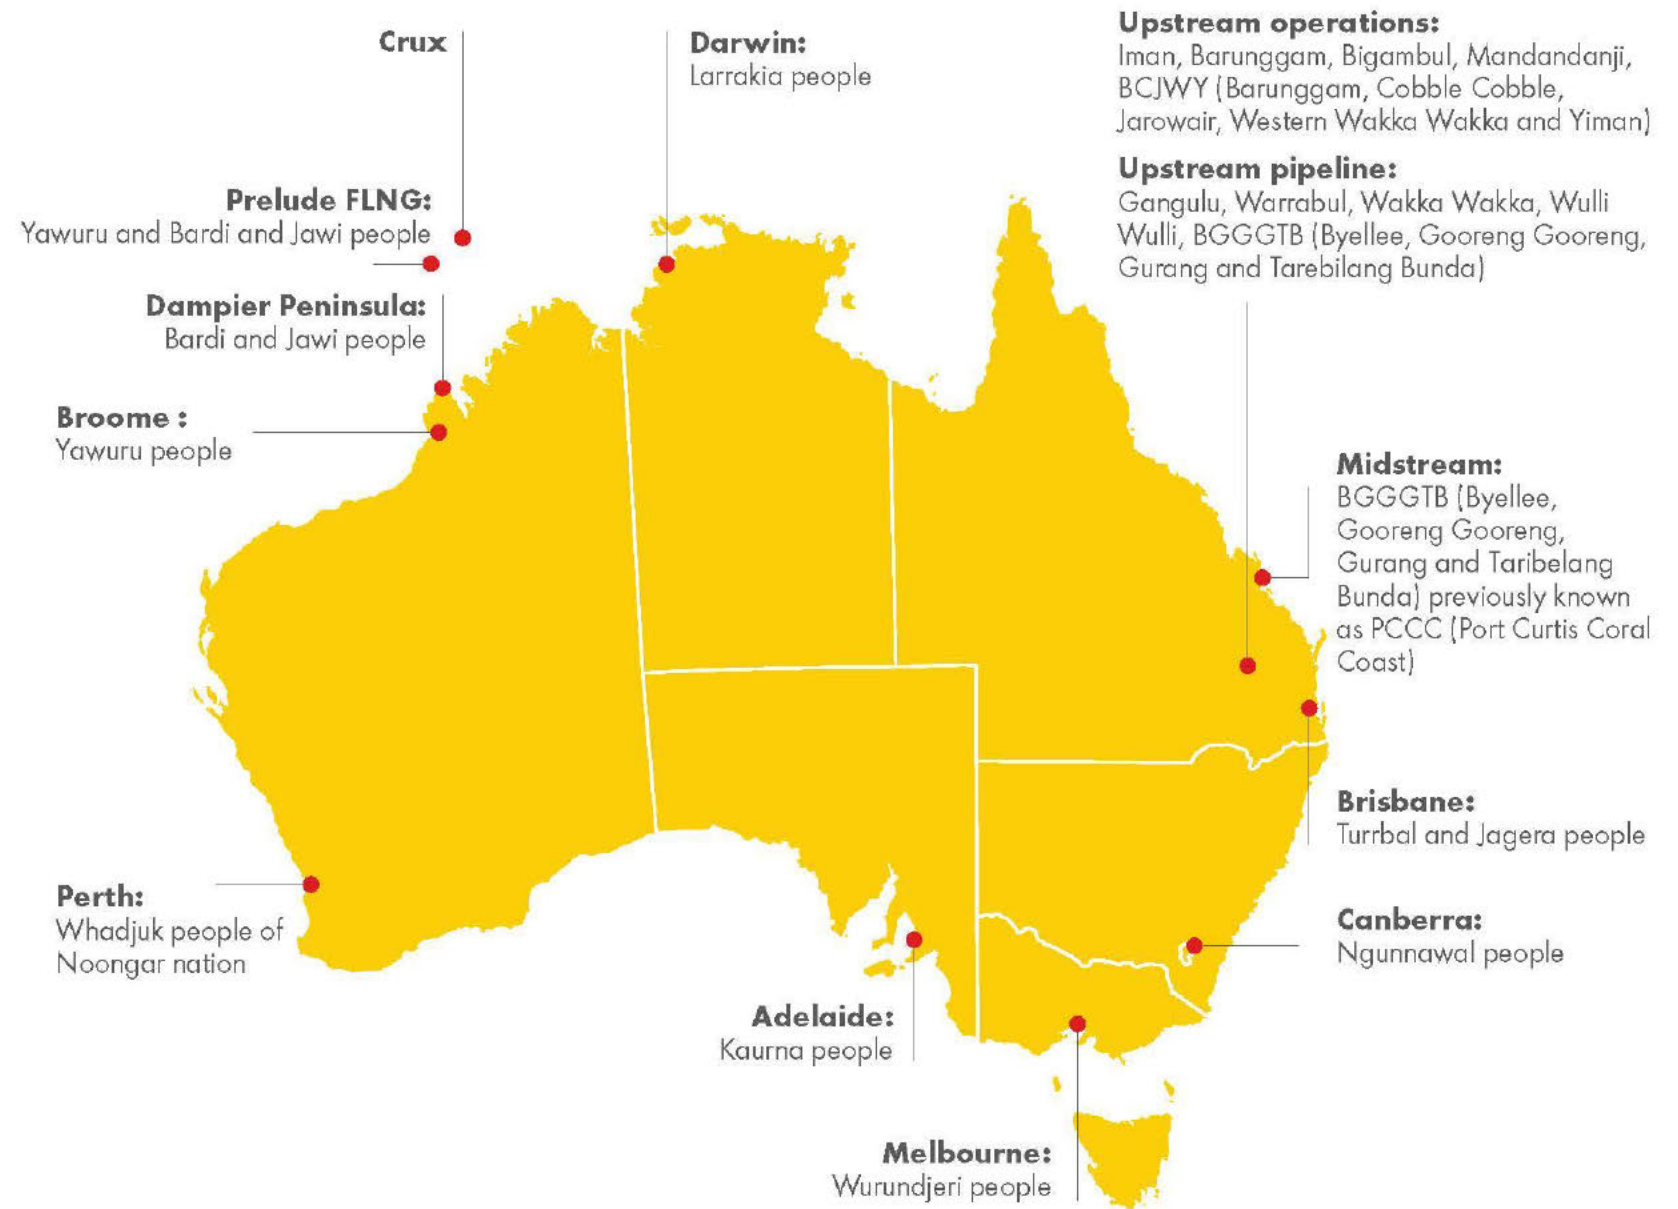 Crux
Darwin:
Larrakia people
Upstream operations:
Iman, Barunggam, Bigambul, Mandandanji,
BCJWY (Barunggam, Cobble Cobble,
Jarowair, Western Wakka Wakka and Yiman)
Upstream pipeline:
Gangulu, Warrabul, Wakka Wakka, Wulli
Wulli, BGGGTB (Byellee, Gooreng Gooreng,
Gurang and Tarebilang Bunda)
Prelude FLNG:
Yawuru and Bardi and Jawi people
Dampier Peninsula:
Bardi and Jawi people
Broome :
Yawuru people
Midstream:
BGGGTB (Byellee,
Gooreng Gooreng,
Gurang and Taribelang
Bunda) previously known
as PCCC (Port Curtis Coral
Coast)
Brisbane:
Turrbal and Jagera people
Perth:
Whadjuk people of
Noongar nation
Canberra:
Ngunnawal people
Adelaide:
Kaurna people
Melbourne:
Wurundjeri people